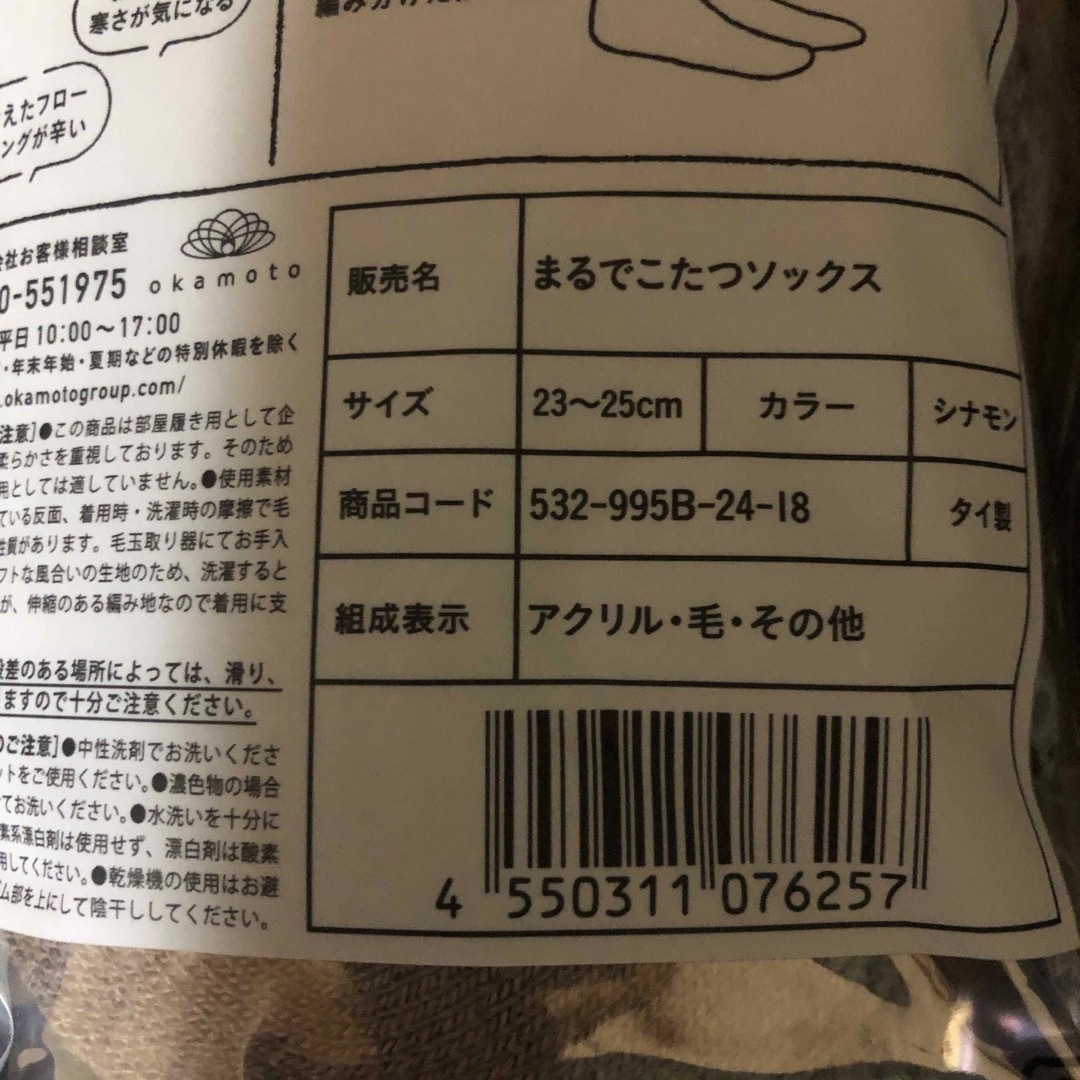 寒さが気になる
えたフロー
ングが辛い
会社お客様相談室
0-551975
okamoto
平日10:00〜17:00
・年末年始・夏期などの特別休暇を除く
.okamotogroup.com/
注意]●この商品は部屋履き用として企
柔らかさを重視しております。そのため
用としては適していません。●使用素材
ている反面、着用時・洗濯時の摩擦で毛
性質があります。毛玉取り器にてお手入
フトな風合いの生地のため、洗濯すると
が、伸縮のある編み地なので着用に支
段差のある場所によっては、滑り、
ますので十分ご注意ください。
のご注意]●中性洗剤でお洗いくださ
ットをご使用ください。●濃色物の場合
てお洗いください。●水洗いを十分に
素系漂白剤は使用せず、漂白剤は酸素
用してください。●乾燥機の使用はお避
ム部を上にして陰干ししてください。
販売名 まるでこたつソックス
サイズ 23〜25cm カラー シナモン
商品コード 532-995B-24-18 タイ製
組成表示 アクリル・毛・その他
4 550311 076257